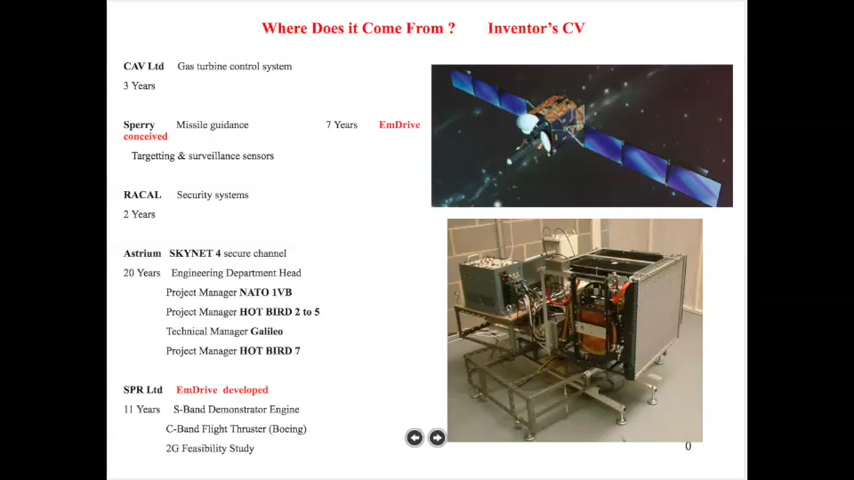 Where Does it Come From ? Inventor's CV
CAV Ltd Gas turbine control system
3 Years
Sperry Missile guidance 7 Years EmDrive
conceived
Targetting & surveillance sensors
RACAL Security systems
2 Years
Astrium SKYNET 4 secure channel
20 Years Engineering Department Head
Project Manager NATO 1VB
Project Manager HOT BIRD 2 to 5
Technical Manager Galileo
Project Manager HOT BIRD 7
SPR Ltd EmDrive developed
11 Years S-Band Demonstrator Engine
C-Band Flight Thruster (Boeing)
2G Feasibility Study
0